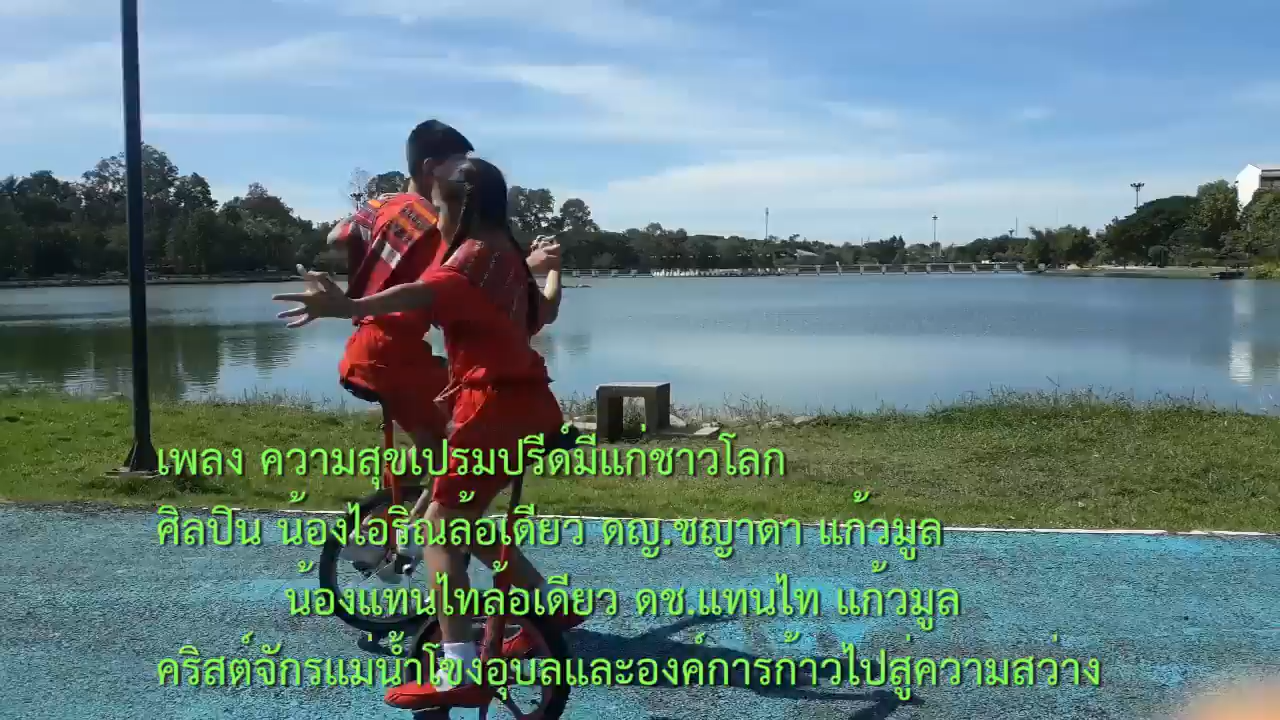 เพลง ความสุขเปรมปรีด์มีแก่ชาวโลก
ศิลปิน น้องไอริณล้อเดียว ดญ.ชญาดา แก้วมูล
น้องแทนไทล้อเดียว ดช.แทนไท แก้วมูล
คริสต์จักรแม่น้ำโขงอุบลและองค์การก้าวไปสู่ความสว่าง